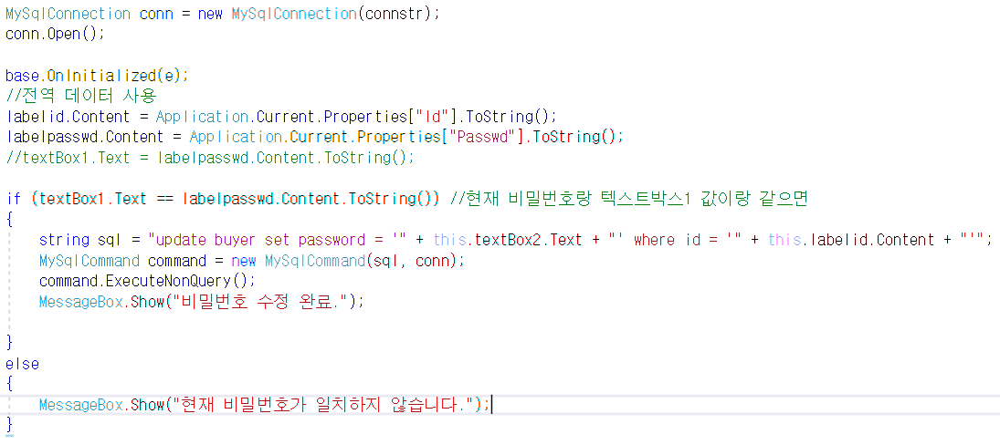 MySqlConnection conn = new MySqlConnection(connstr);
conn.Open();
base.OnInitialized(e);
//전역 데이터 사용
labelid.Content = Application.Current.Properties["Id"].ToString();
labelpasswd.Content = Application.Current.Properties["Passwd"].ToString();
//textBox1.Text = labelpasswd.Content.ToString();
if (textBox1.Text == labelpasswd.Content.ToString()) //현재 비밀번호랑 텍스트박스1 값이랑 같으면
{
string sql = "update buyer set password = '" + this.textBox2.Text + "' where id = '" + this.labelid.Content + "'";
MySqlCommand command = new MySqlCommand(sql, conn);
command.ExecuteNonQuery();
MessageBox.Show("비밀번호 수정 완료.");
}
else
{
MessageBox.Show("현재 비밀번호가 일치하지 않습니다.");
}